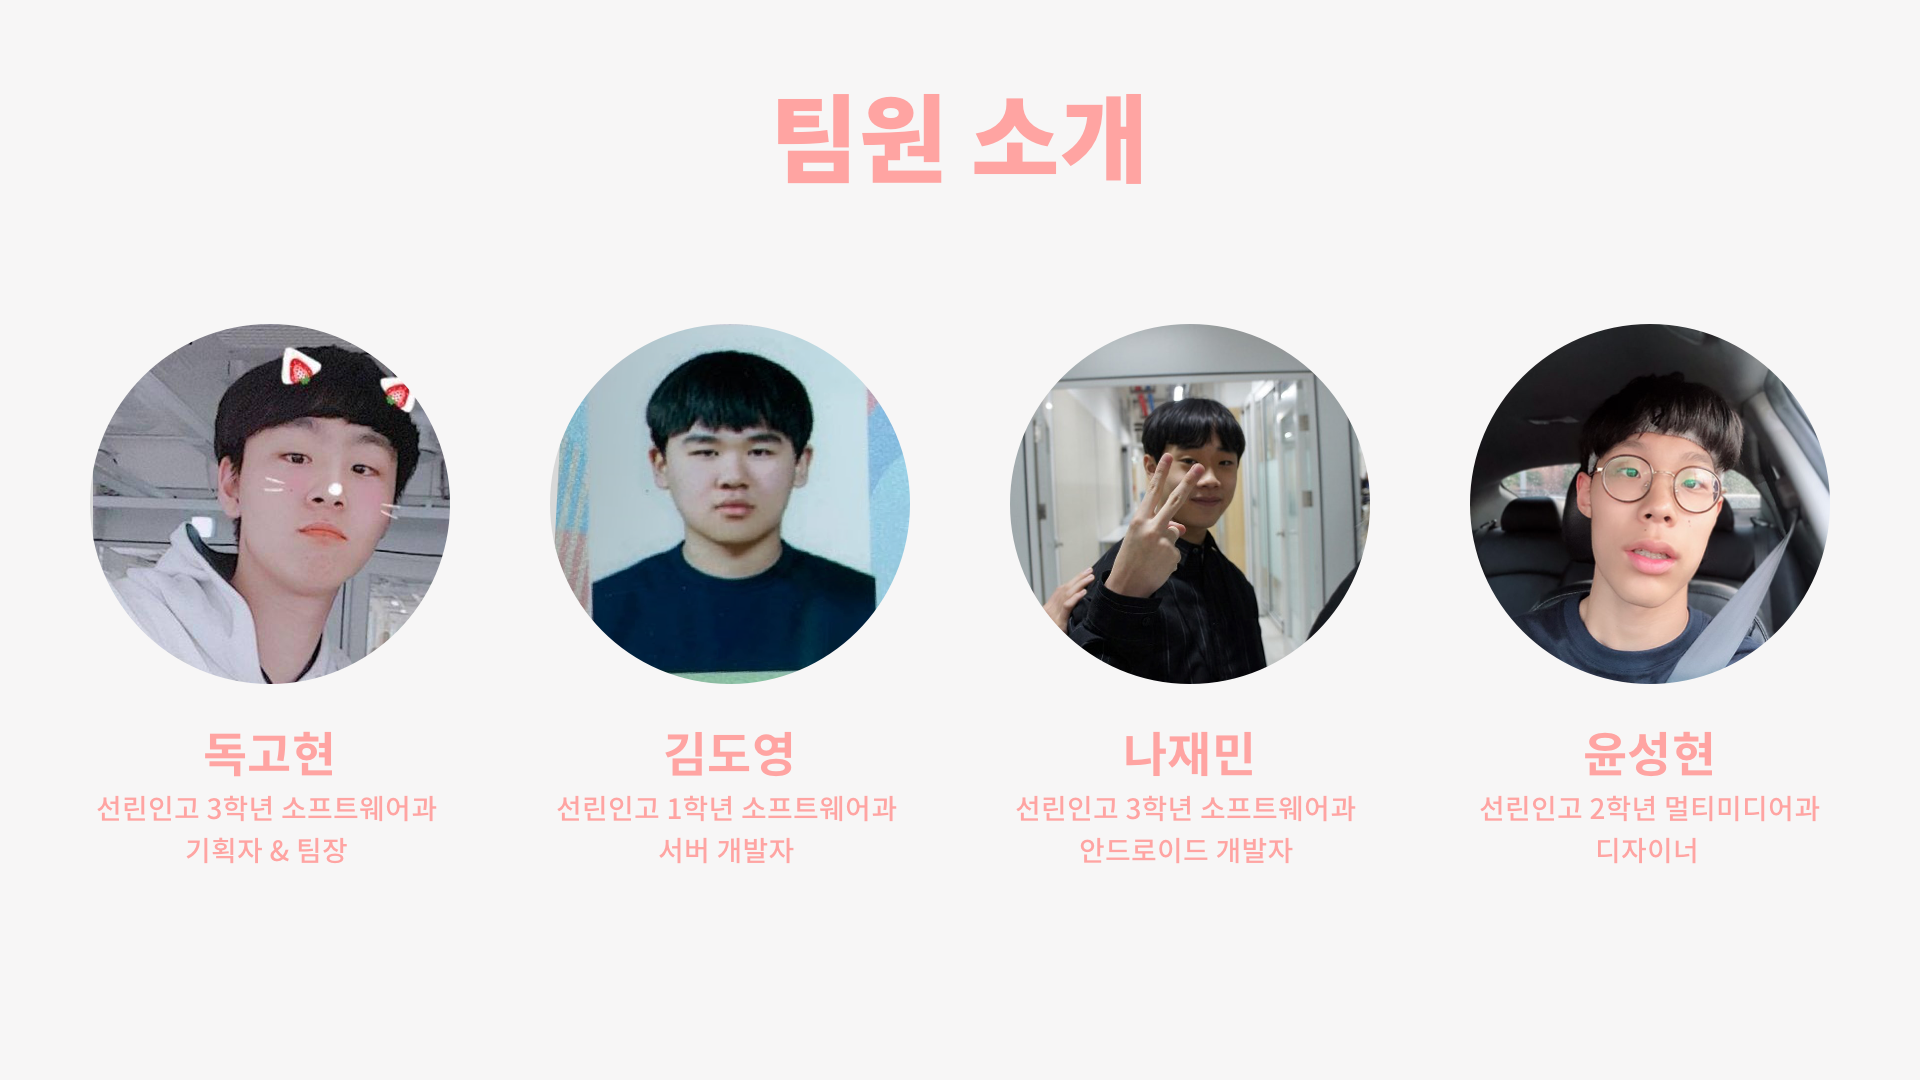 팀원 소개
독고현
선린인고 3학년 소프트웨어과
기획자 & 팀장
김도영
선린인고 1학년 소프트웨어과
서버 개발자
나재민
선린인고 3학년 소프트웨어과
안드로이드 개발자
윤성현
선린인고 2학년 멀티미디어과
디자이너